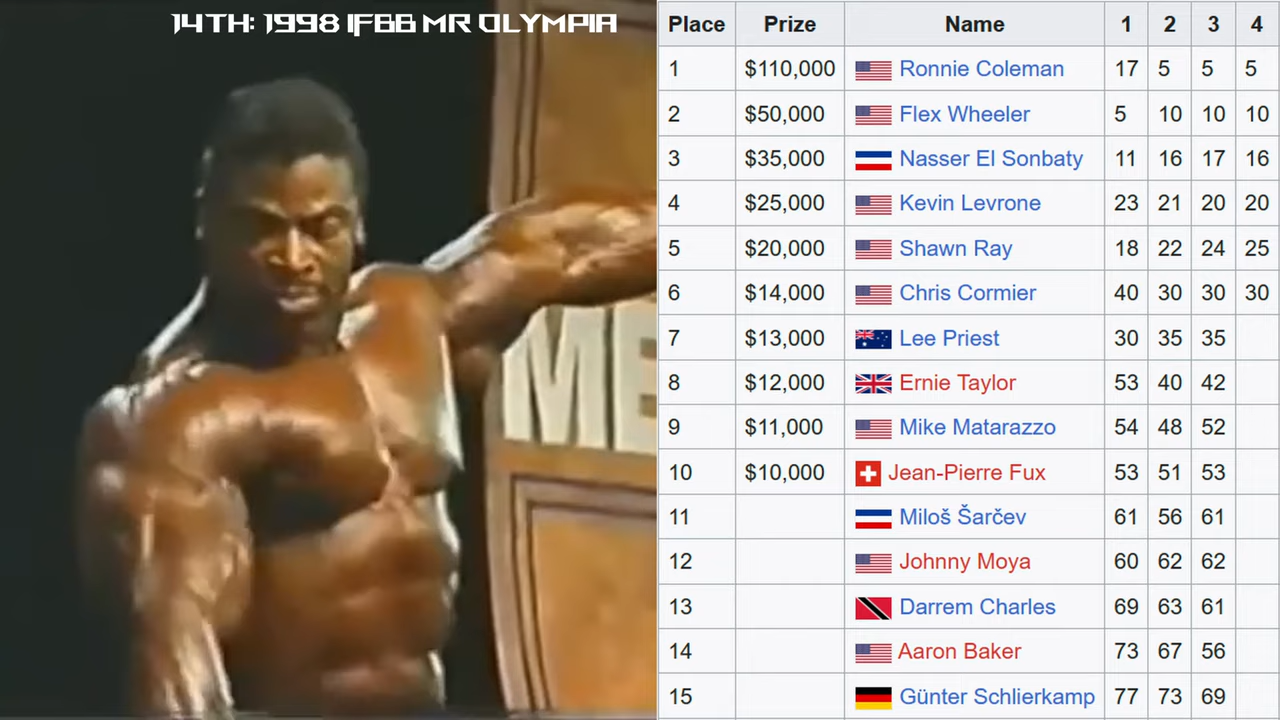 14TH: 1998 IFBB MR OLYMPIA
ME
Place Prize Name 1 2 3 4
1 $110,000 Ronnie Coleman 17 5 5 5
2 $50,000 Flex Wheeler 5 10 10 10
3 $35,000 Nasser El Sonbaty 11 16 17 16
4 $25,000 Kevin Levrone 23 21 20 20
5 $20,000 Shawn Ray 18 22 24 25
6 $14,000 Chris Cormier 40 30 30 30
7 $13,000 Lee Priest 30 35 35
8 $12,000 Ernie Taylor 53 40 42
9 $11,000 Mike Matarazzo 54 48 52
10 $10,000 Jean-Pierre Fux 53 51 53
11 Miloš Šarčev 61 56 61
12 Johnny Moya 60 62 62
13 Darrem Charles 69 63 61
14 Aaron Baker 73 67 56
15 Günter Schlierkamp 77 73 69